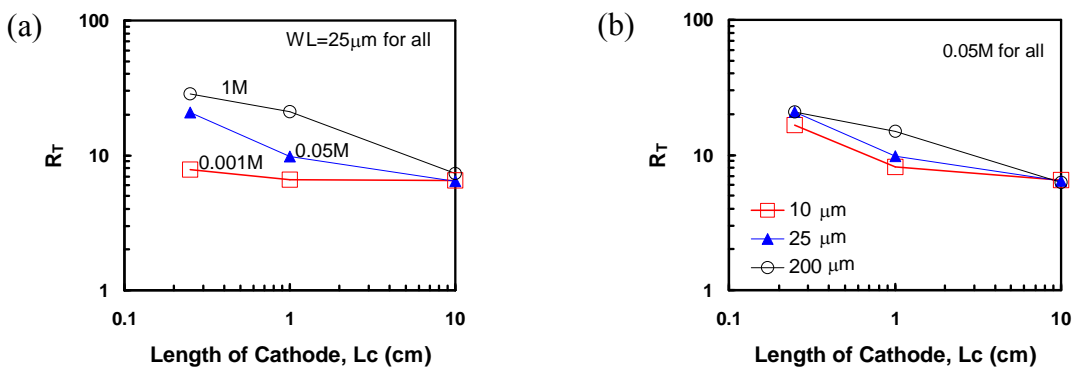 (a)
WL=25μm for all
100
10
1
R_T
1M
0.05M
0.001M
0.1
1
10
Length of Cathode, Lc (cm)
(b)
0.05M for all
100
10
1
R_T
10 μm
25 μm
200 μm
0.1
1
10
Length of Cathode, Lc (cm)